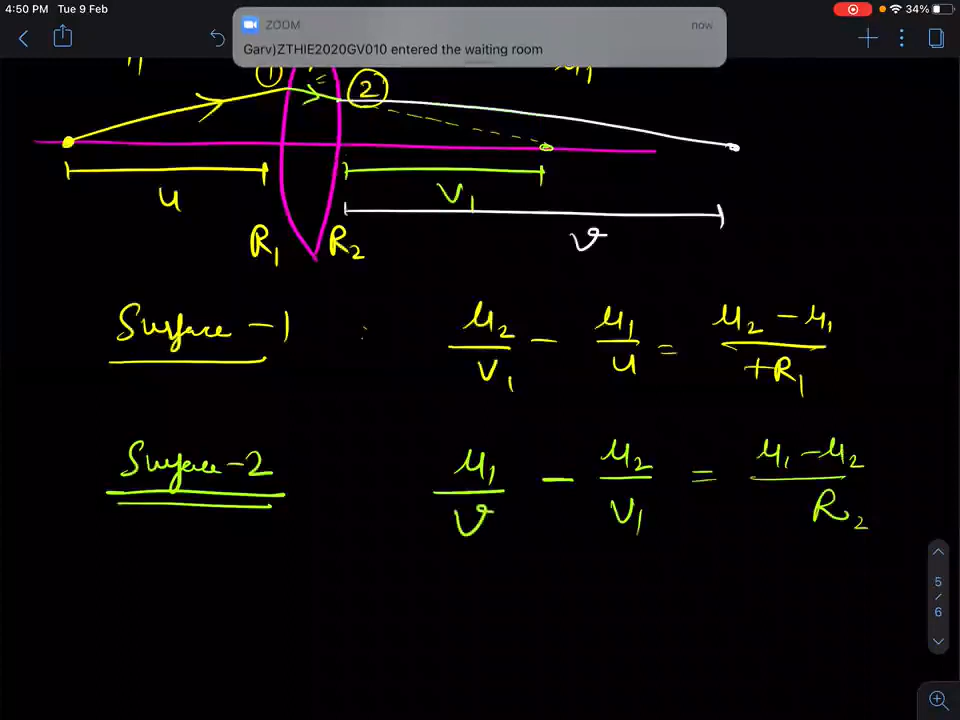 4:50 PM Tue 9 Feb
34%
ZOOM
now
Garv)ZTHIE2020GV010 entered the waiting room
1
2
u
V₁
v
R₁
R₂
Surface -1 : μ₂/V₁ - μ₁/u = μ₂ - μ₁/+R₁
Surface -2 μ₁/v - μ₂/V₁ = μ₁ - μ₂/R₂
5
/
6